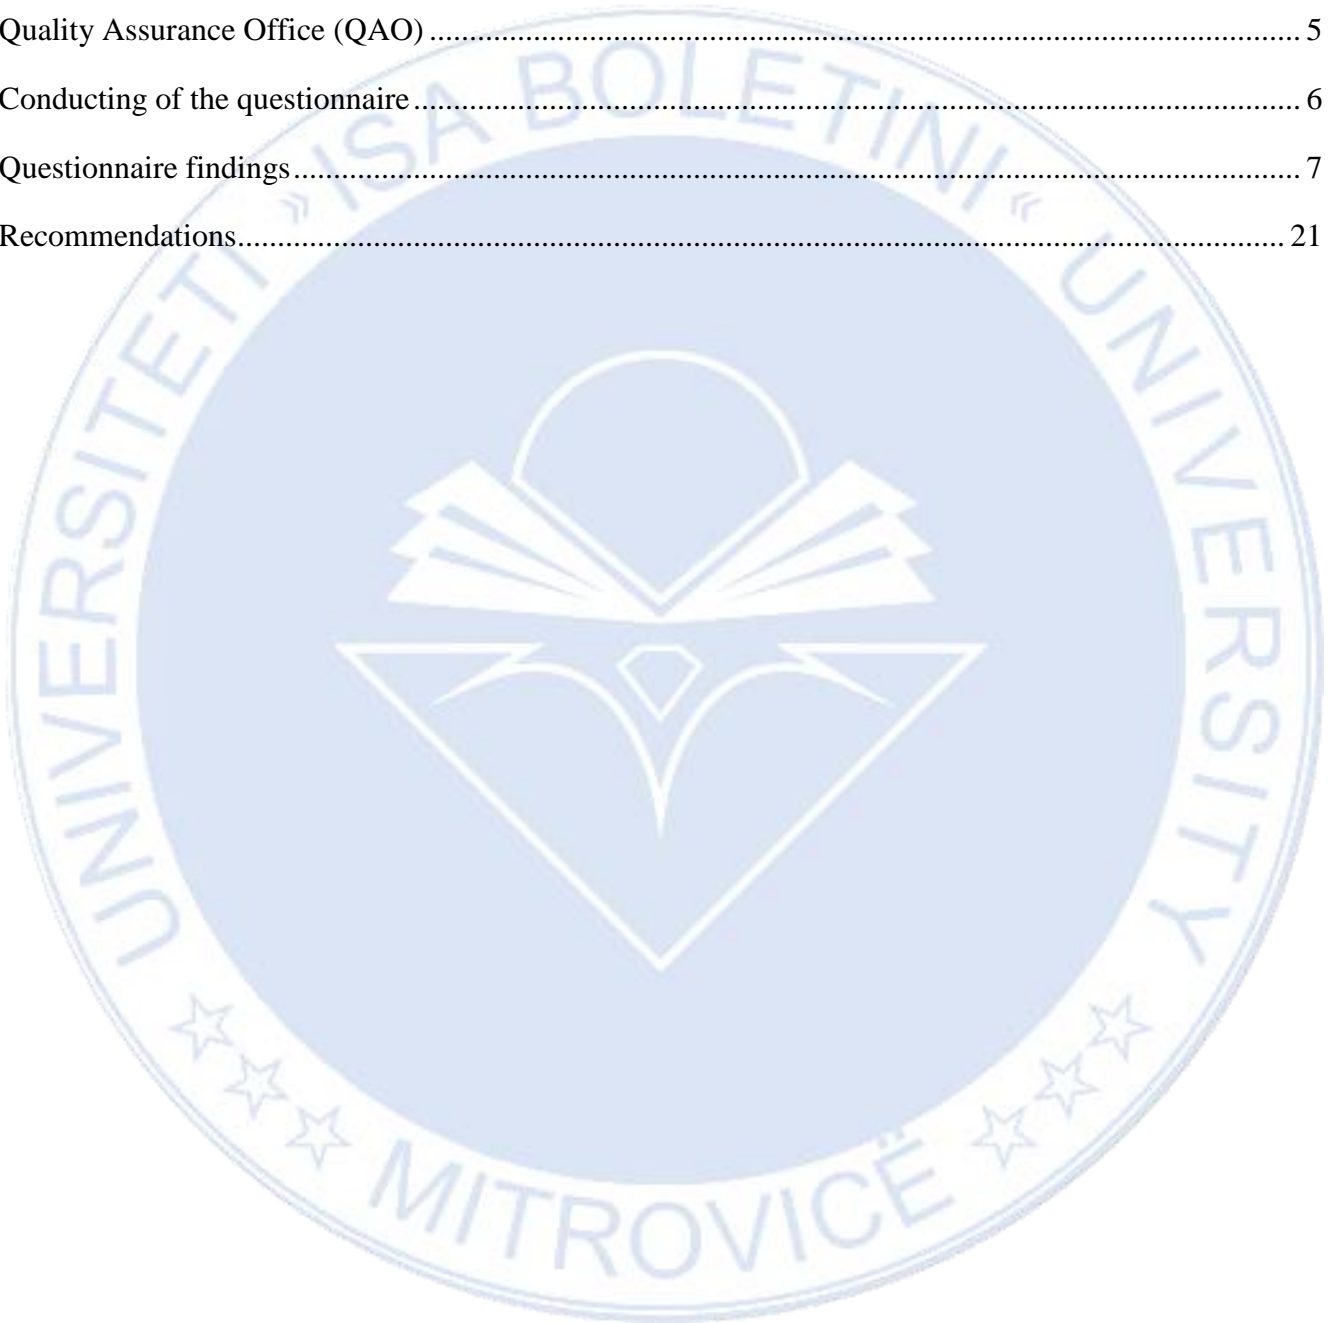 Quality Assurance Office (QAO) ........ 5
Conducting of the questionnaire ........ 6
Questionnaire findings ........ 7
Recommendations ........ 21
UNIVERSITETI » ISA BOLETINI « UNIVERSITY
MITROVICË